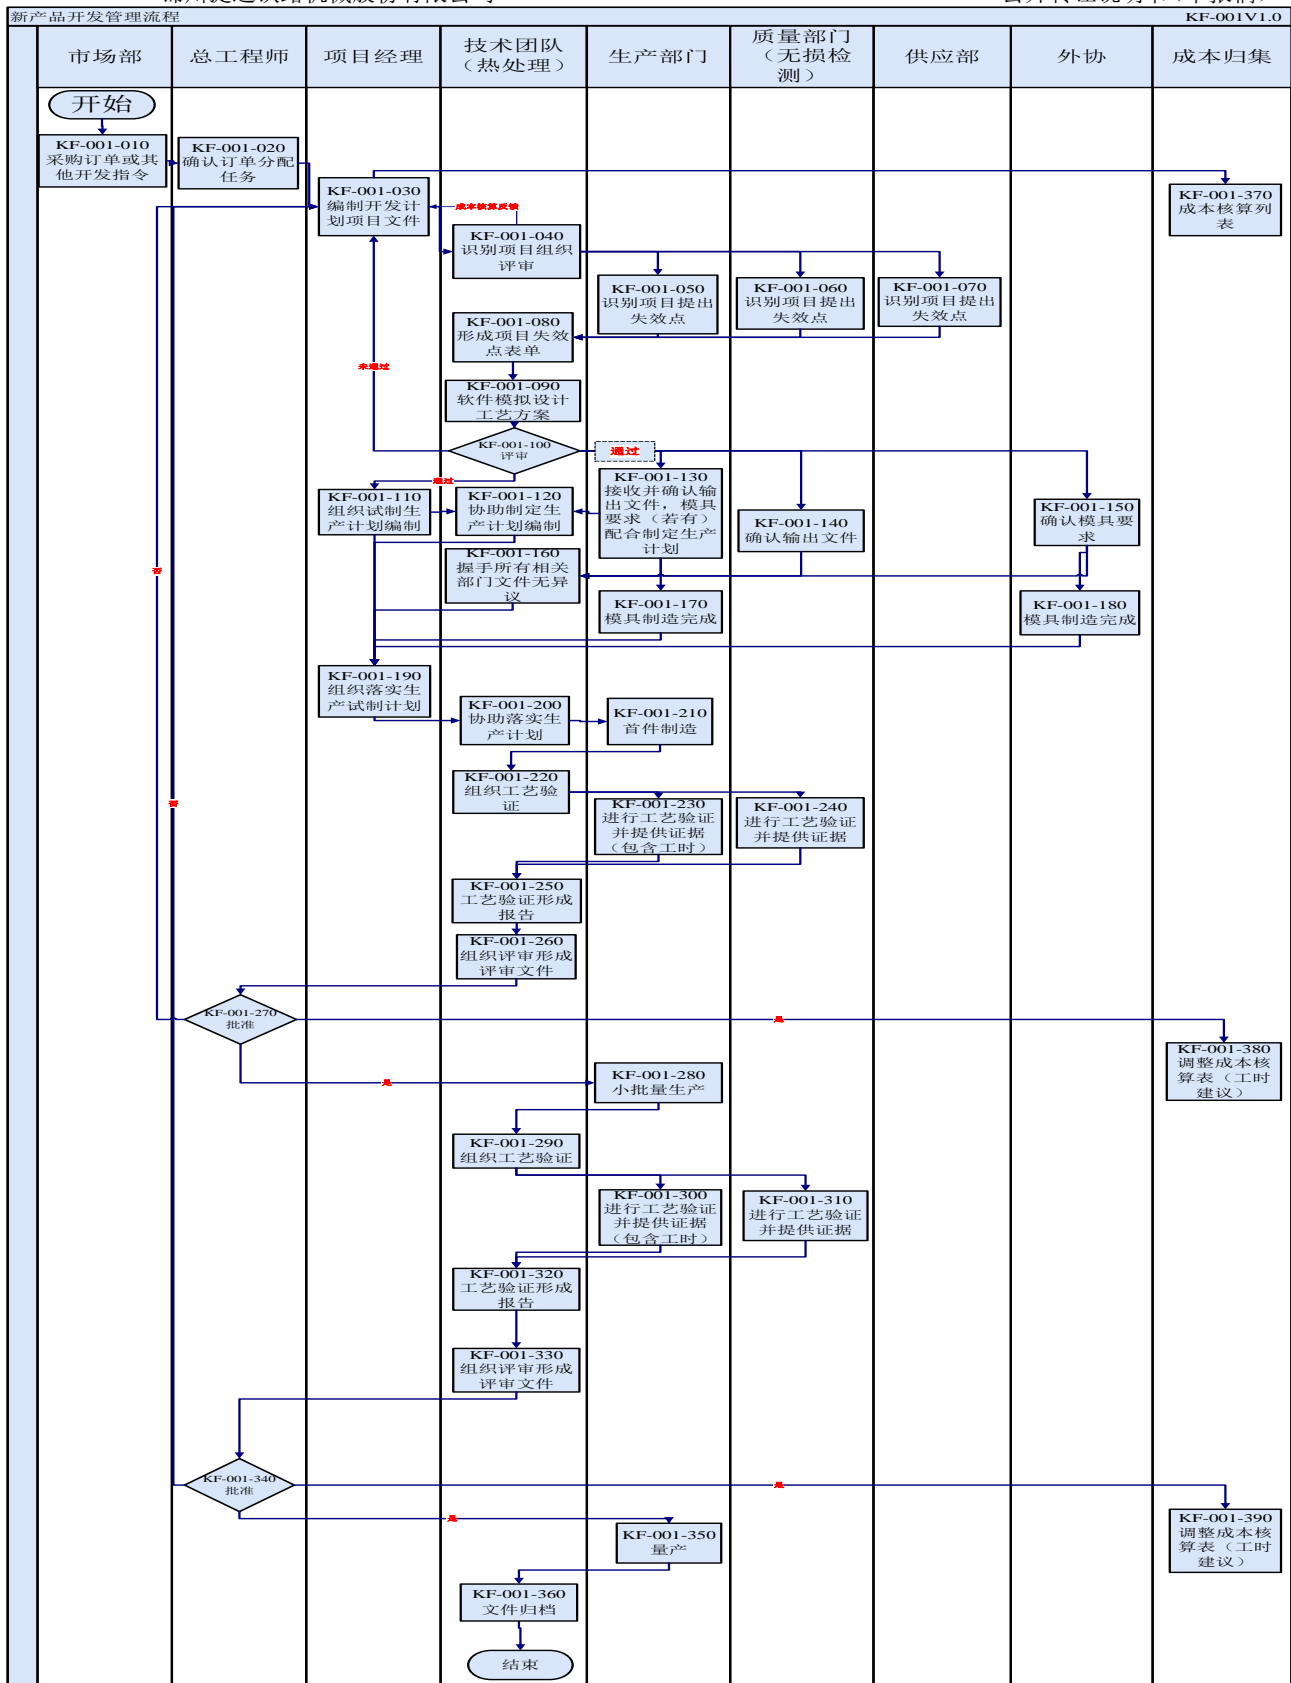 新产品开发管理流程
KF-001V1.0
市场部
总工程师
项目经理
技术团队
（热处理）
生产部门
质量部门
（无损检
测）
供应部
外协
成本归集
开始
KF-001-010
采购订单或其
他开发指令
KF-001-020
确认订单分配
任务
KF-001-030
编制开发计
划项目文件
KF-001-370
成本核算列
表
成本核算反馈
KF-001-040
识别项目组织
评审
KF-001-050
识别项目提出
失效点
KF-001-060
识别项目提出
失效点
KF-001-070
识别项目提出
失效点
KF-001-080
形成项目失效
点表单
未通过
KF-001-090
软件模拟设计
工艺方案
KF-001-100
评审
通过
通过
KF-001-110
组织试制生
产计划编制
KF-001-120
协助制定生
产计划编制
KF-001-130
接收并确认输
出文件，模具
要求（若有）
配合制定生产
计划
KF-001-140
确认输出文件
KF-001-150
确认模具要
求
KF-001-160
握手所有相关
部门文件无异
议
否
KF-001-170
模具制造完成
KF-001-180
模具制造完成
KF-001-190
组织落实生
产试制计划
KF-001-200
协助落实生
产计划
KF-001-210
首件制造
KF-001-220
组织工艺验
证
否
KF-001-230
进行工艺验证
并提供证据
（包含工时）
KF-001-240
进行工艺验证
并提供证据
KF-001-250
工艺验证形成
报告
KF-001-260
组织评审形成
评审文件
KF-001-270
批准
是
KF-001-380
调整成本核
算表（工时
建议）
是
KF-001-280
小批量生产
KF-001-290
组织工艺验证
KF-001-300
进行工艺验证
并提供证据
（包含工时）
KF-001-310
进行工艺验证
并提供证据
KF-001-320
工艺验证形成
报告
KF-001-330
组织评审形成
评审文件
KF-001-340
批准
是
KF-001-390
调整成本核
算表（工时
建议）
是
KF-001-350
量产
KF-001-360
文件归档
结束